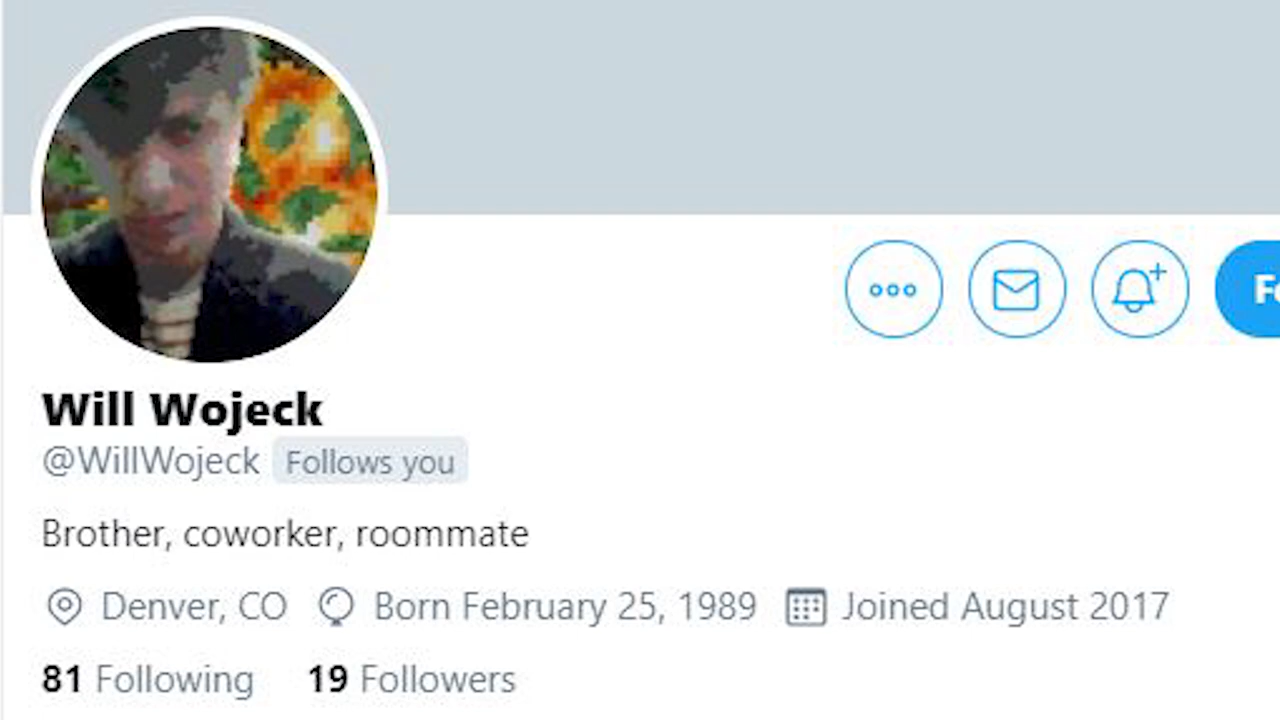 Will Wojeck
@WillWojeck Follows you
Brother, coworker, roommate
Denver, CO Born February 25, 1989 Joined August 2017
81 Following 19 Followers